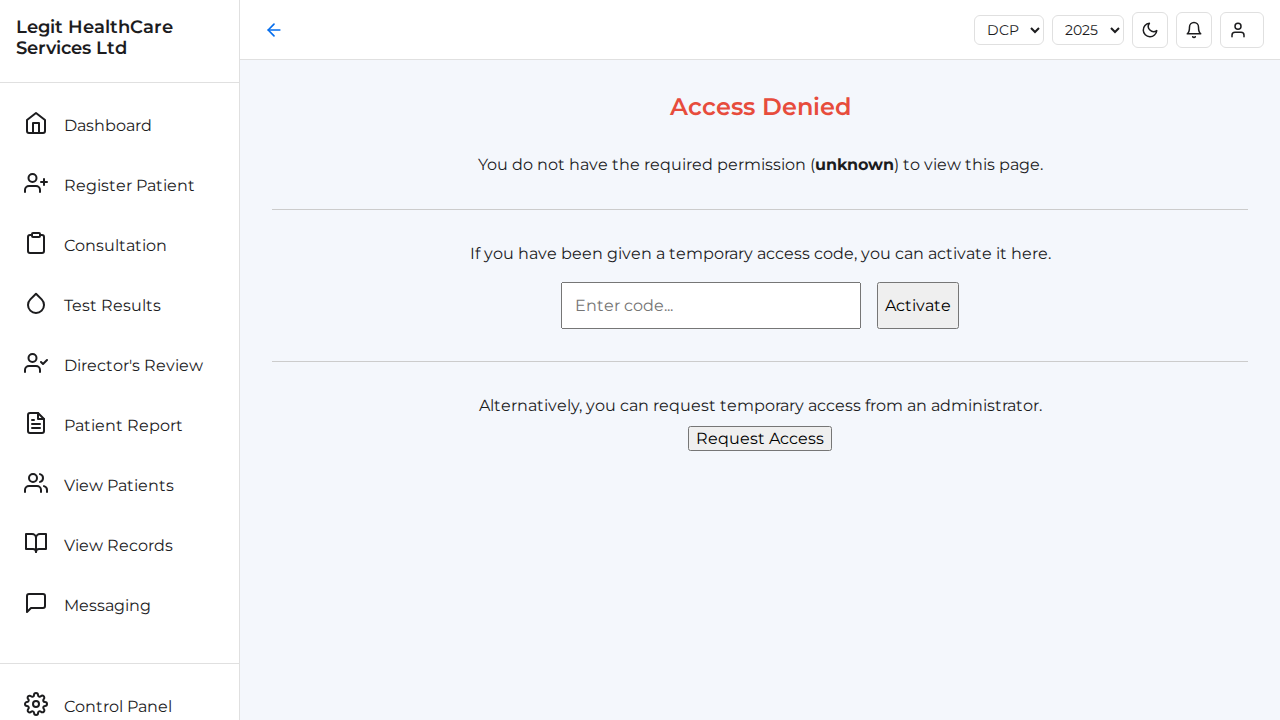 Legit HealthCare
Services Ltd
DCP
2025
Dashboard
Register Patient
Consultation
Test Results
Director's Review
Patient Report
View Patients
View Records
Messaging
Control Panel
Access Denied
You do not have the required permission (unknown) to view this page.
If you have been given a temporary access code, you can activate it here.
Enter code...
Activate
Alternatively, you can request temporary access from an administrator.
Request Access